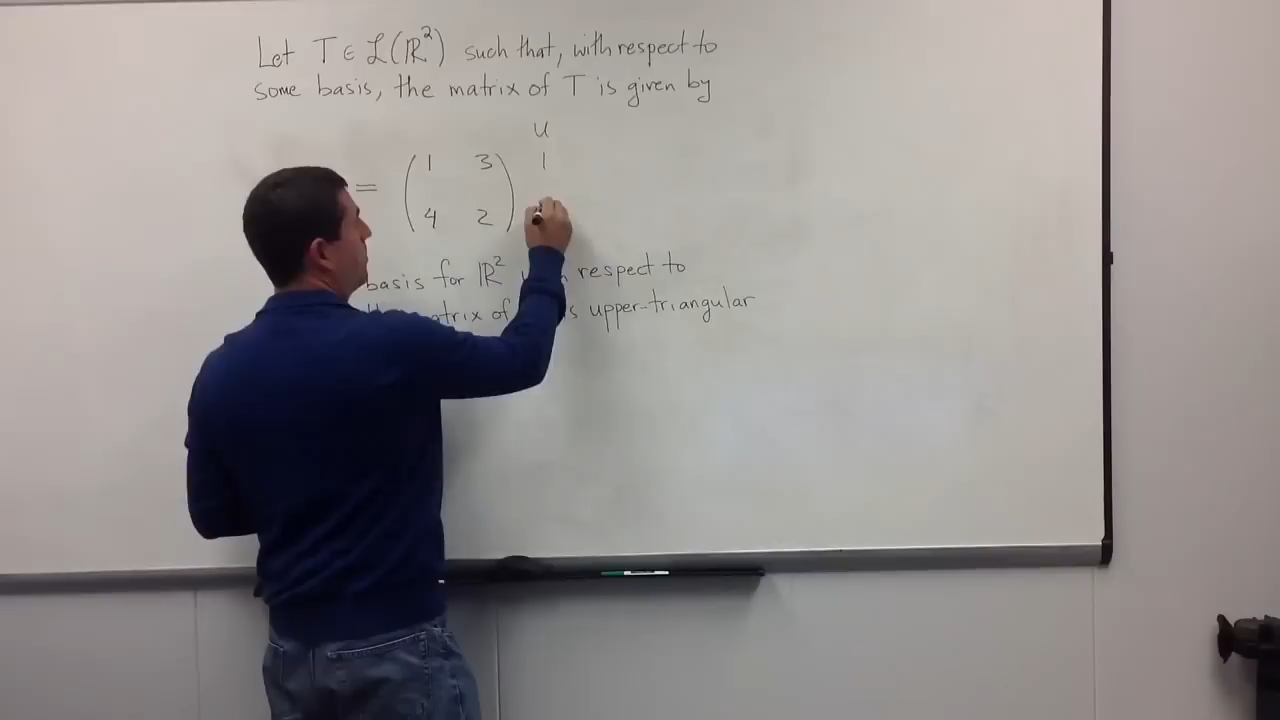 Let T ∈ ℒ(ℝ²) such that, with respect to
some basis, the matrix of T is given by
u
= ( 1 3 ) 1
( 4 2 )
basis for ℝ² respect to
matrix of is upper-triangular